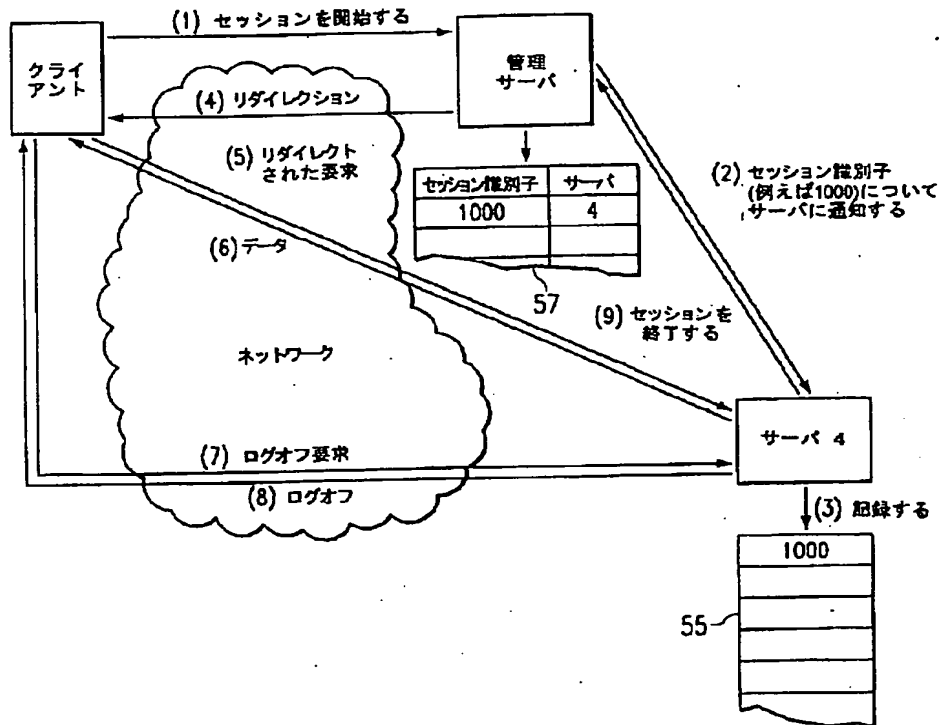 (1) セッションを開始する
クライ
アント
管理
サーバ
(4) リダイレクション
(5) リダイレクト
された要求
セッション識別子 サーバ
1000 4
(2) セッション識別子
(例えば1000)について
サーバに通知する
(6) データ
57
(9) セッションを
終了する
ネットワーク
サーバ 4
(7) ログオフ要求
(8) ログオフ
(3) 記録する
1000
55